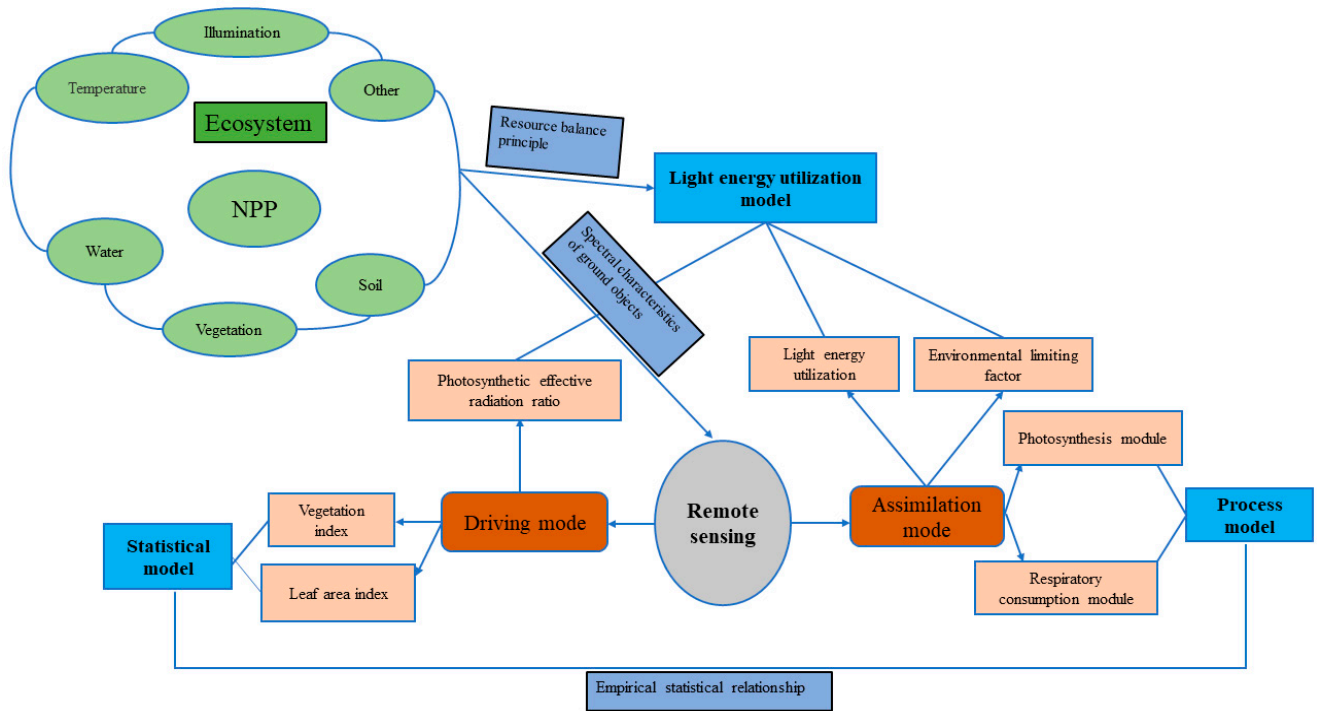 Illumination
Temperature
Other
Ecosystem
NPP
Water
Soil
Vegetation
Resource balance
principle
Light energy utilization
model
Spectral characteristics
of ground objects
Light energy
utilization
Environmental limiting
factor
Photosynthetic effective
radiation ratio
Photosynthesis module
Vegetation
index
Driving mode
Remote
sensing
Assimilation
mode
Process
model
Statistical
model
Leaf area index
Respiratory
consumption module
Empirical statistical relationship